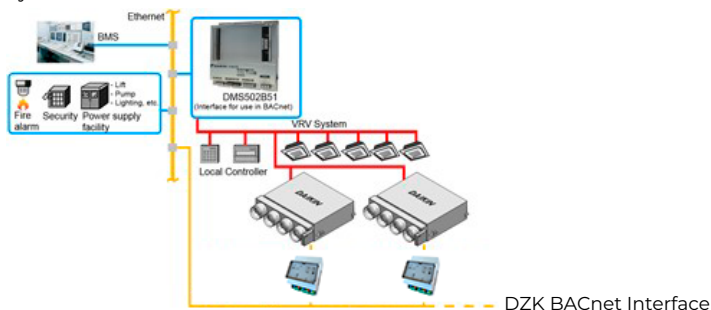 Ethernet
BMS
DMS502B51
(Interface for use in BACnet)
- Lift
- Pump
- Lighting, etc.
Fire alarm
Security
Power supply facility
VRV System
Local Controller
DAIKIN
DAIKIN
DZK BACnet Interface